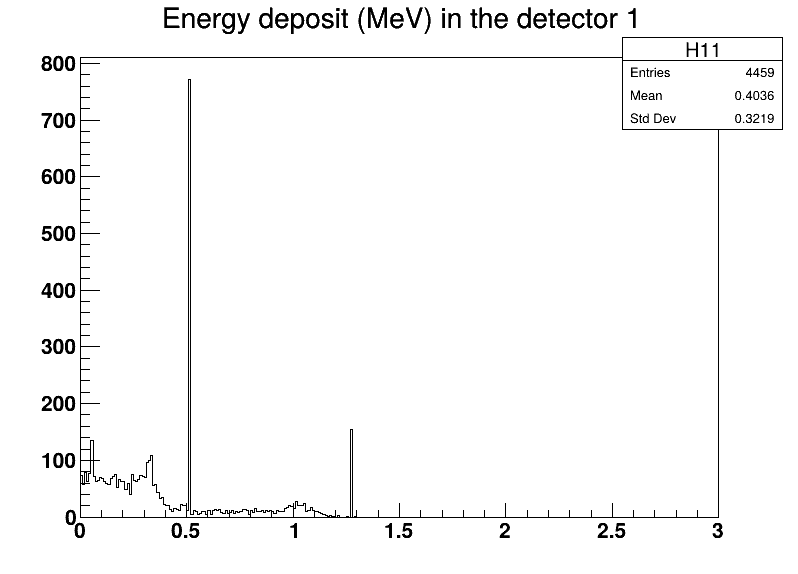 Energy deposit (MeV) in the detector 1
H11
Entries 4459
Mean 0.4036
Std Dev 0.3219
800
700
600
500
400
300
200
100
0
0 0.5 1 1.5 2 2.5 3